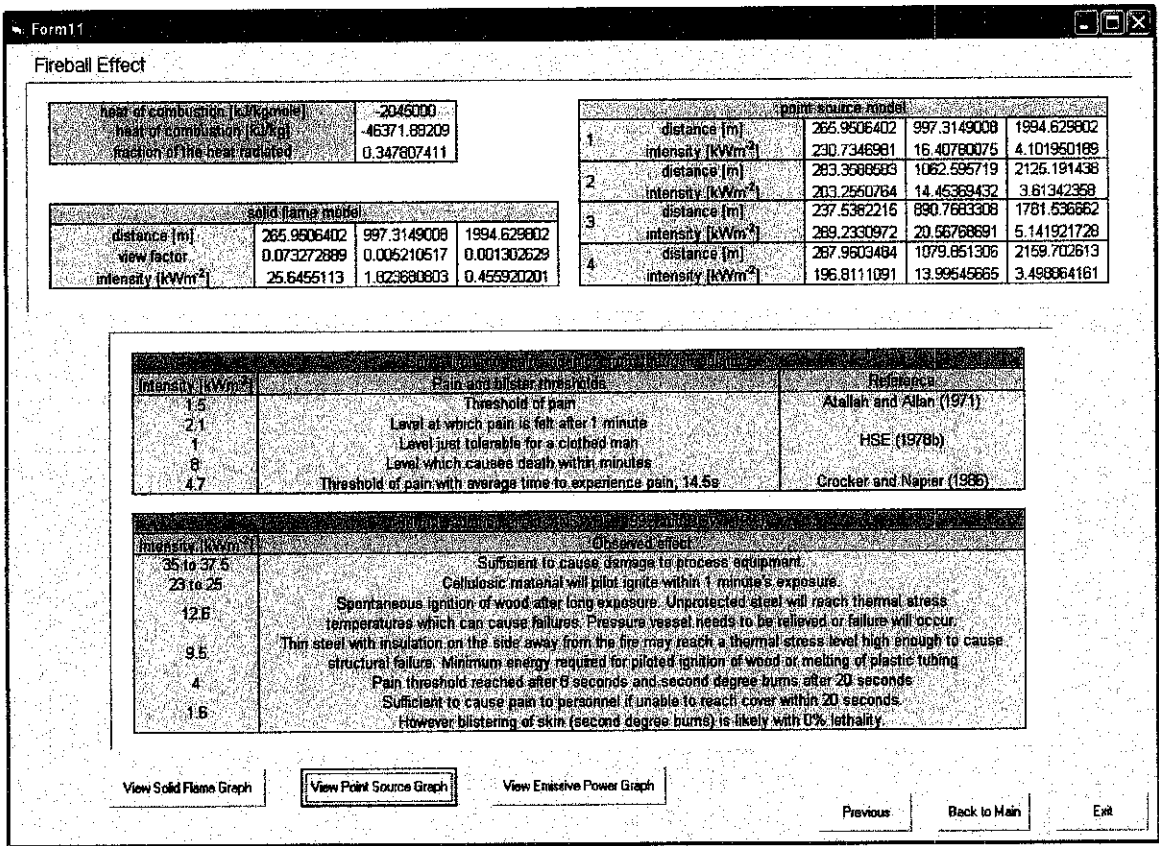 Form11
Fireball Effect
heat of combustion [kJ/kgmole] -2045000
heat of combustion [kJ/kg] -46371.88209
fraction of the heat radiated 0.347807411
solid flame model
distance [m] 265.9506402 997.3149008 1994.629802
view factor 0.073272889 0.005210517 0.001302629
intensity [kWm-2] 25.6455113 1.823680803 0.455920201
point source model
1 distance [m] 265.9506402 997.3149008 1994.629802
intensity [kWm-2] 230.7346981 16.40780075 4.101950189
2 distance [m] 283.3588583 1062.595719 2125.191438
intensity [kWm-2] 203.2550764 14.45369432 3.61342358
3 distance [m] 237.5382216 890.7683308 1781.536662
intensity [kWm-2] 289.2330972 20.56768691 5.141921728
4 distance [m] 287.9603484 1079.851306 2159.702613
intensity [kWm-2] 196.8111091 13.99545665 3.498864161
Intensity [kWm-2] Pain and blister thresholds Reference
1.5 Threshold of pain Atallah and Allan (1971)
2.1 Level at which pain is felt after 1 minute
1 Level just tolerable for a clothed man HSE (1978b)
8 Level which causes death within minutes
4.7 Threshold of pain with average time to experience pain, 14.5s Crocker and Napier (1986)
Intensity [kWm-2] Observed effect
35 to 37.5 Sufficient to cause damage to process equipment.
23 to 25 Cellulosic material will pilot ignite within 1 minute's exposure.
12.6 Spontaneous ignition of wood after long exposure. Unprotected steel will reach thermal stress
temperatures which can cause failures. Pressure vessel needs to be relieved or failure will occur.
9.5 Thin steel with insulation on the side away from the fire may reach a thermal stress level high enough to cause
structural failure. Minimum energy required for piloted ignition of wood or melting of plastic tubing
4 Pain threshold reached after 8 seconds and second degree burns after 20 seconds
1.6 Sufficient to cause pain to personnel if unable to reach cover within 20 seconds.
However blistering of skin (second degree burns) is likely with 0% lethality.
View Solid Flame Graph View Point Source Graph View Emissive Power Graph
Previous Back to Main Exit